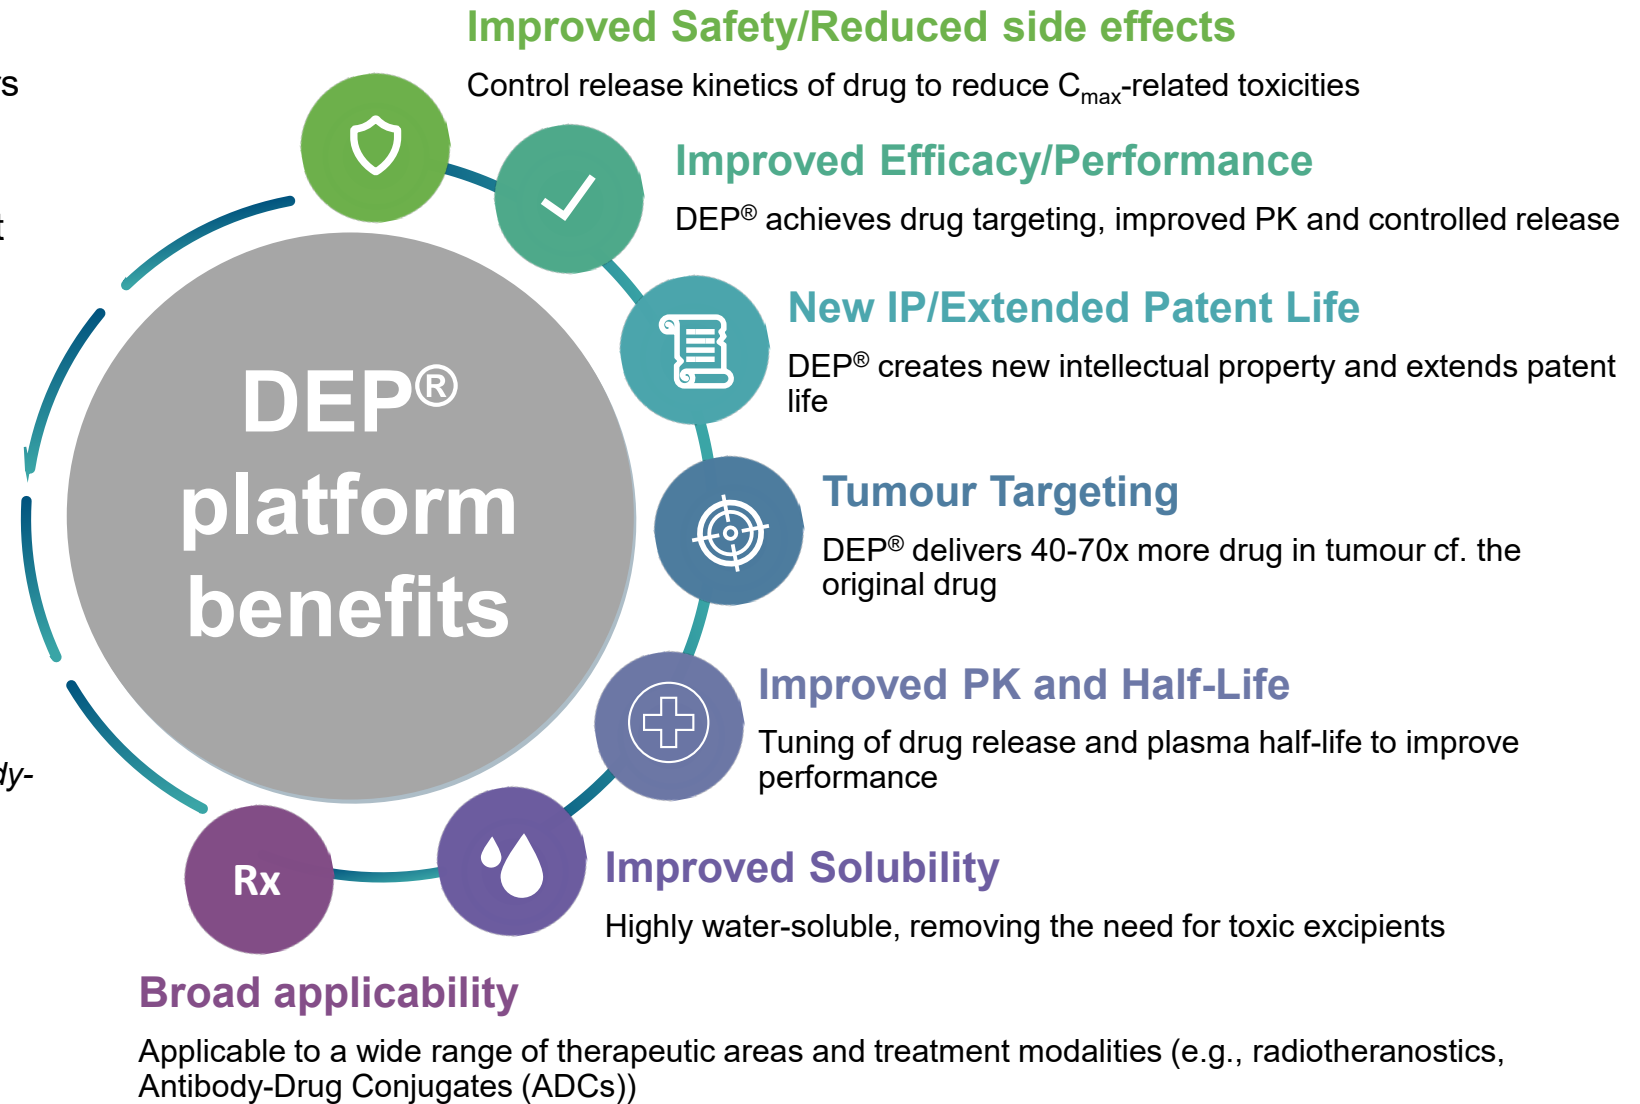 Improved Safety/Reduced side effects
Control release kinetics of drug to reduce Cmax-related toxicities
Improved Efficacy/Performance
DEP® achieves drug targeting, improved PK and controlled release
New IP/Extended Patent Life
DEP® creates new intellectual property and extends patent
life
DEP®
platform
benefits
Tumour Targeting
DEP® delivers 40-70x more drug in tumour cf. the
original drug
Improved PK and Half-Life
Tuning of drug release and plasma half-life to improve
performance
Improved Solubility
Highly water-soluble, removing the need for toxic excipients
Rx
Broad applicability
Applicable to a wide range of therapeutic areas and treatment modalities (e.g., radiotheranostics,
Antibody-Drug Conjugates (ADCs))